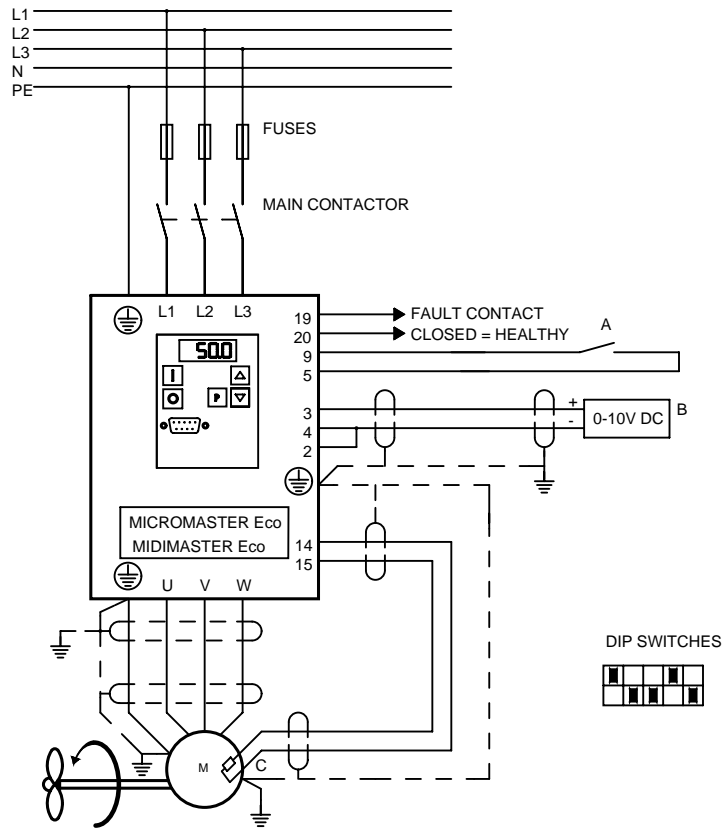 L1
L2
L3
N
PE
FUSES
MAIN CONTACTOR
L1 L2 L3
19 FAULT CONTACT
20 CLOSED = HEALTHY
A
9
5
50.0
P
3
4
2
+
-
0-10V DC
B
MICROMASTER Eco
MIDIMASTER Eco
14
15
U V W
DIP SWITCHES
M
C